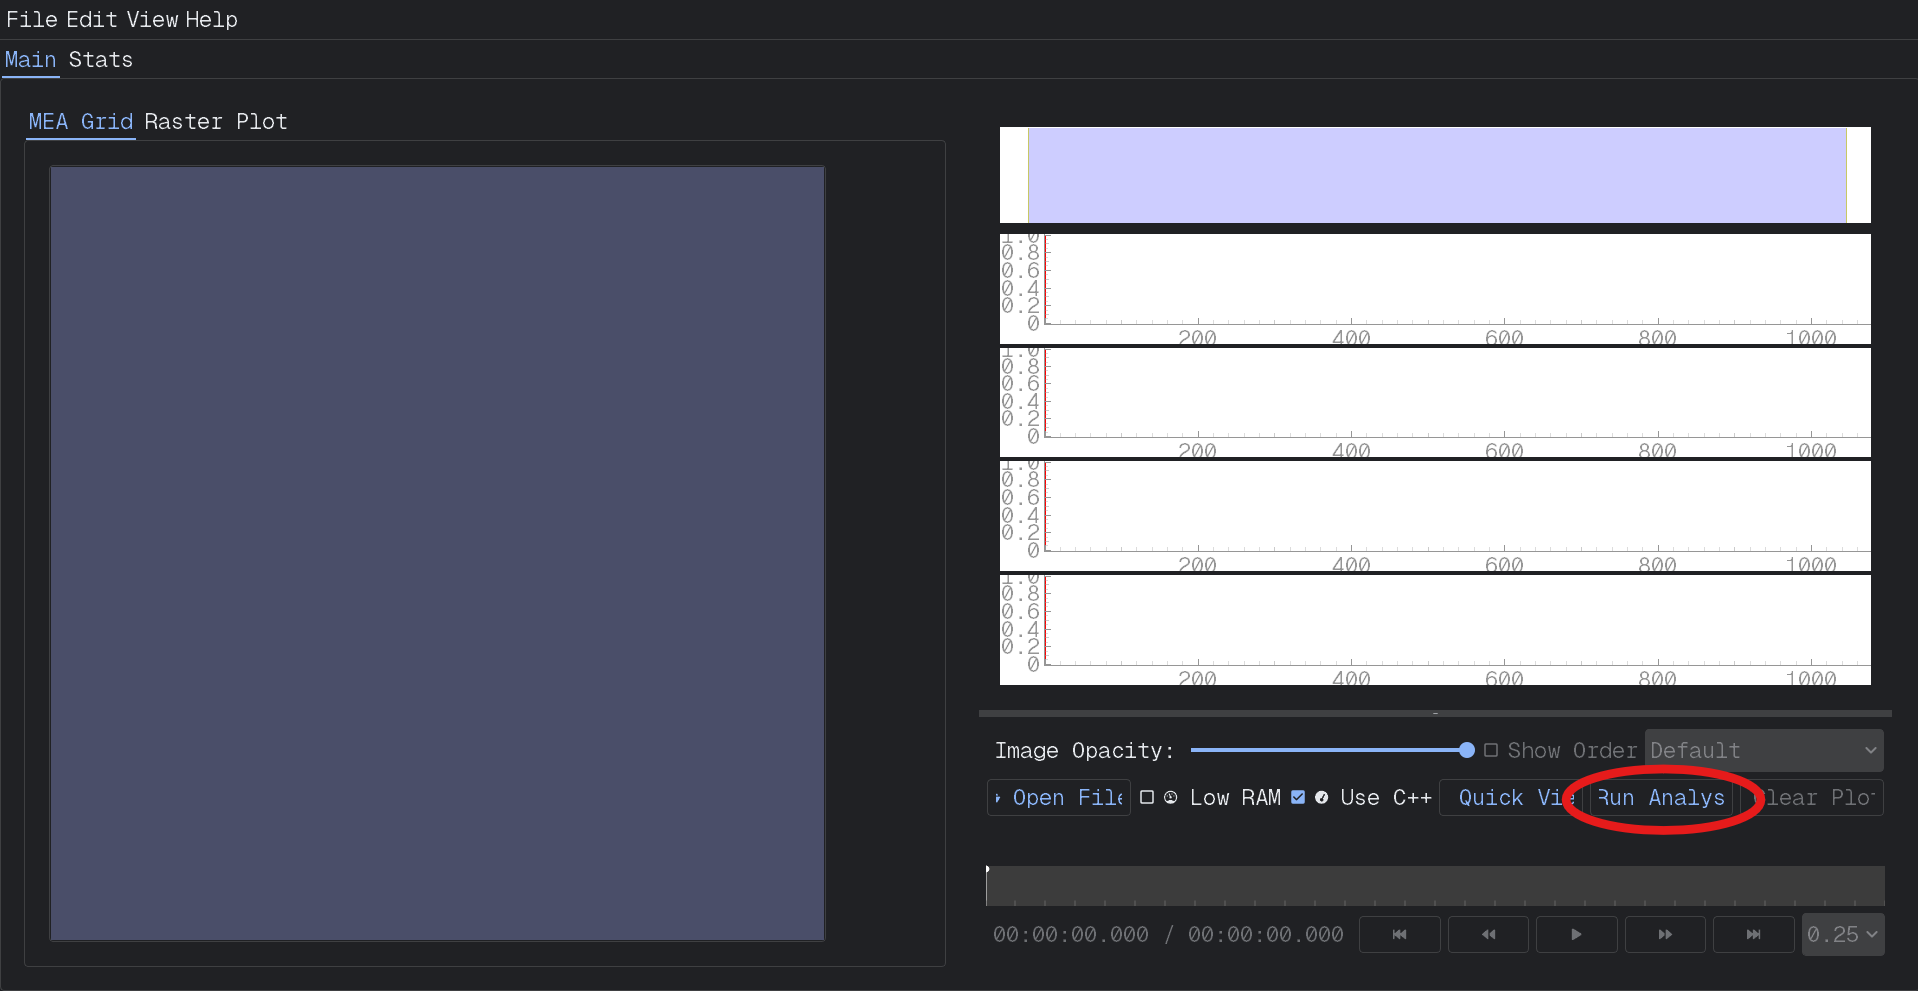 File Edit View Help
Main Stats
MEA Grid Raster Plot
1.0
0.8
0.6
0.4
0.2
0
200 400 600 800 1000
1.0
0.8
0.6
0.4
0.2
0
200 400 600 800 1000
1.0
0.8
0.6
0.4
0.2
0
200 400 600 800 1000
1.0
0.8
0.6
0.4
0.2
0
200 400 600 800 1000
Image Opacity: Show Order Default
Open File Low RAM Use C++ Quick Vie Run Analys Clear Plo
00:00:00.000 / 00:00:00.000 0.25